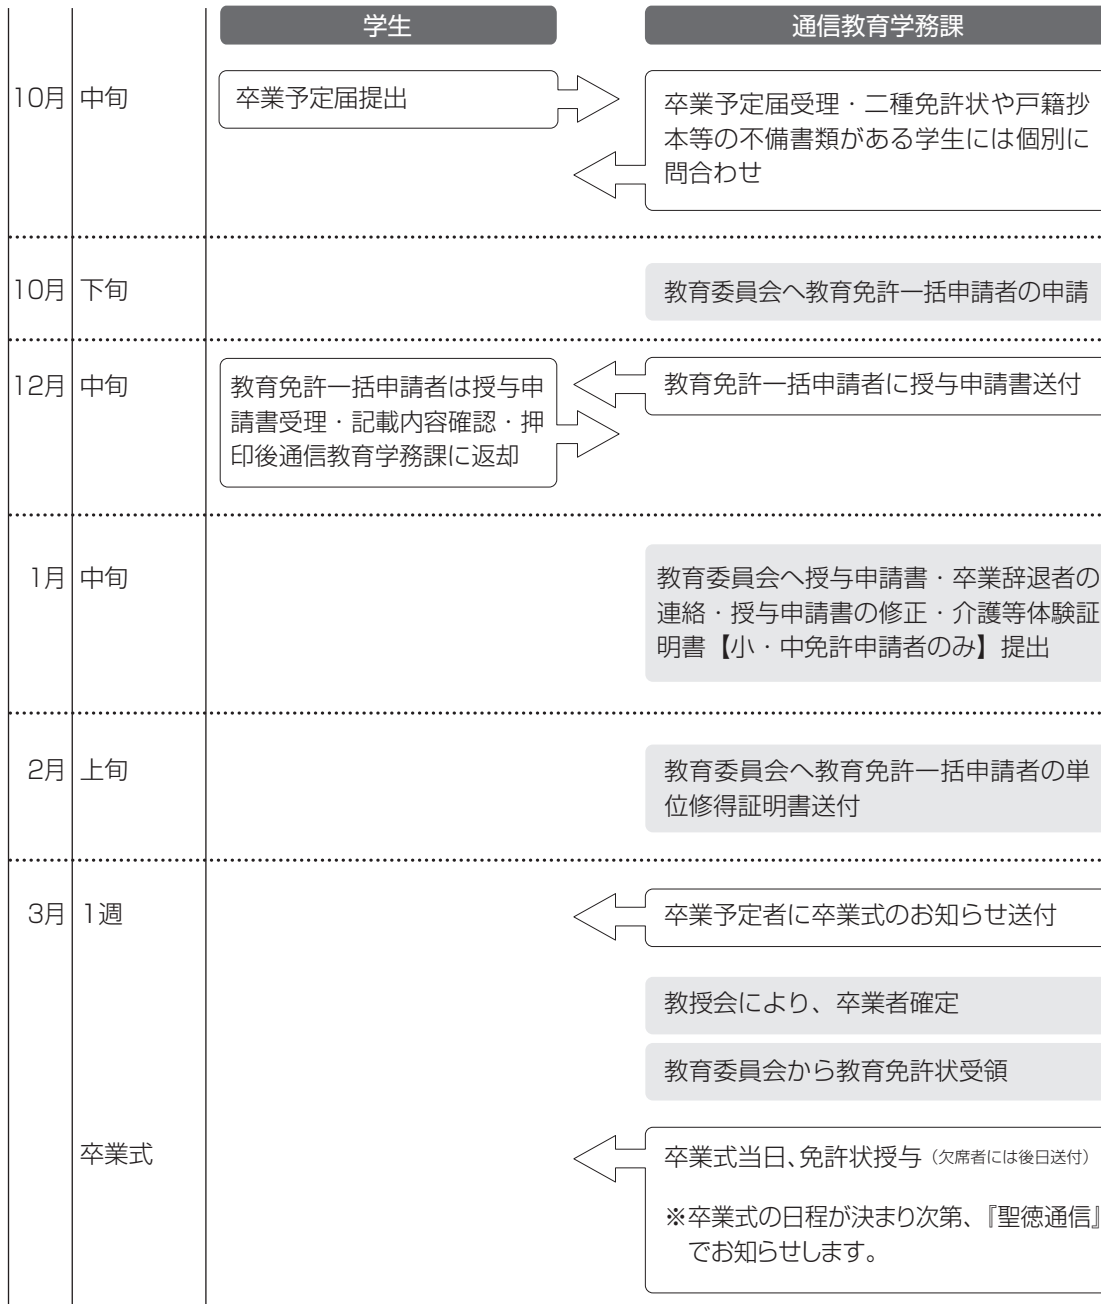 学生
通信教育学務課
10月 中旬
卒業予定届提出
卒業予定届受理・二種免許状や戸籍抄
本等の不備書類がある学生には個別に
問合わせ
10月 下旬
教育委員会へ教育免許一括申請者の申請
12月 中旬
教育免許一括申請者は授与申
請書受理・記載内容確認・押
印後通信教育学務課に返却
教育免許一括申請者に授与申請書送付
1月 中旬
教育委員会へ授与申請書・卒業辞退者の
連絡・授与申請書の修正・介護等体験証
明書【小・中免許申請者のみ】提出
2月 上旬
教育委員会へ教育免許一括申請者の単
位修得証明書送付
3月 1週
卒業予定者に卒業式のお知らせ送付
教授会により、卒業者確定
教育委員会から教育免許状受領
卒業式
卒業式当日、免許状授与（欠席者には後日送付）
※卒業式の日程が決まり次第、『聖徳通信』
でお知らせします。